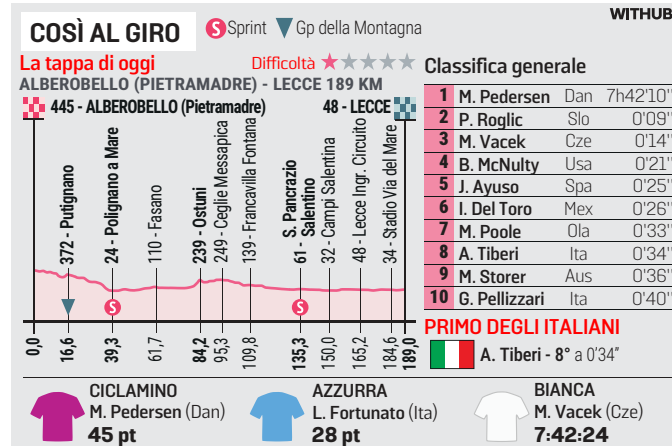 WITHUB
COSÌ AL GIRO
S Sprint Gp della Montagna
La tappa di oggi
Difficoltà
ALBEROBELLO (PIETRAMADRE) - LECCE 189 KM
445 - ALBEROBELLO (Pietramadre)
48 - LECCE
372 - Putignano
24 - Polignano a Mare
110 - Fasano
239 - Ostuni
249 - Ceglie Messapica
139 - Francavilla Fontana
S. Pancrazio
Salentino
61 -
32 - Campi Salentina
48 - Lecce Ingr. Circuito
34 - Stadio Via del Mare
S
S
0,0
16,6
39,3
61,7
84,2
95,3
109,8
135,3
150,0
165,2
184,6
189,0
Classifica generale
1 M. Pedersen Dan 7h42'10"
2 P. Roglic Slo 0'09"
3 M. Vacek Cze 0'14"
4 B. McNulty Usa 0'21"
5 J. Ayuso Spa 0'25"
6 I. Del Toro Mex 0'26"
7 M. Poole Ola 0'33"
8 A. Tiberi Ita 0'34"
9 M. Storer Aus 0'36"
10 G. Pellizzari Ita 0'40"
PRIMO DEGLI ITALIANI
A. Tiberi - 8° a 0'34"
CICLAMINO
M. Pedersen (Dan)
45 pt
AZZURRA
L. Fortunato (Ita)
28 pt
BIANCA
M. Vacek (Cze)
7:42:24